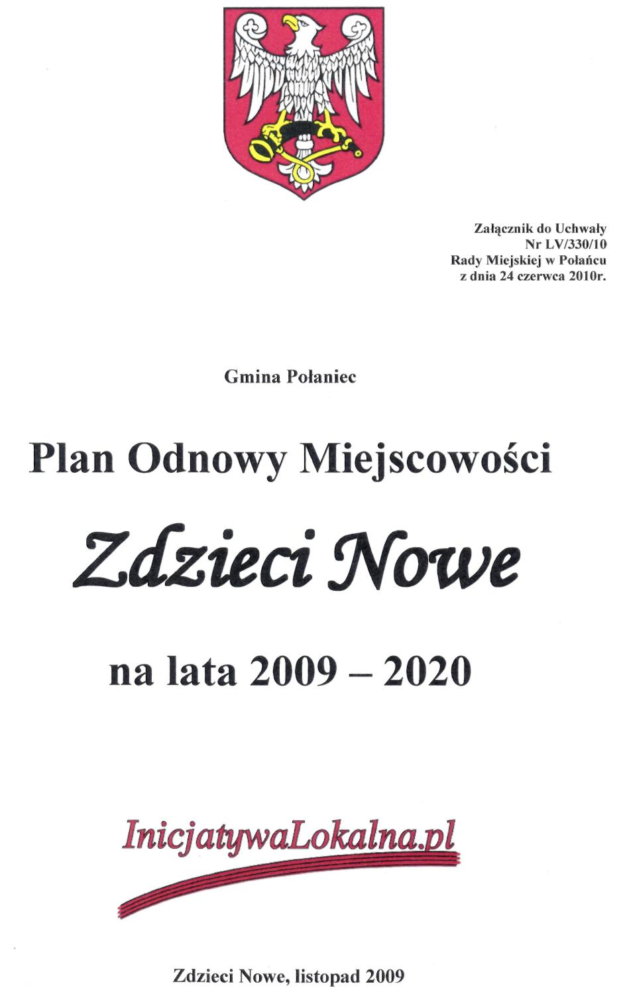 Załącznik do Uchwały
Nr LV/330/10
Rady Miejskiej w Połańcu
z dnia 24 czerwca 2010r.
Gmina Połaniec
Plan Odnowy Miejscowości
Zdzieci Nowe
na lata 2009 – 2020
InicjatywaLokalna.pl
Zdzieci Nowe, listopad 2009